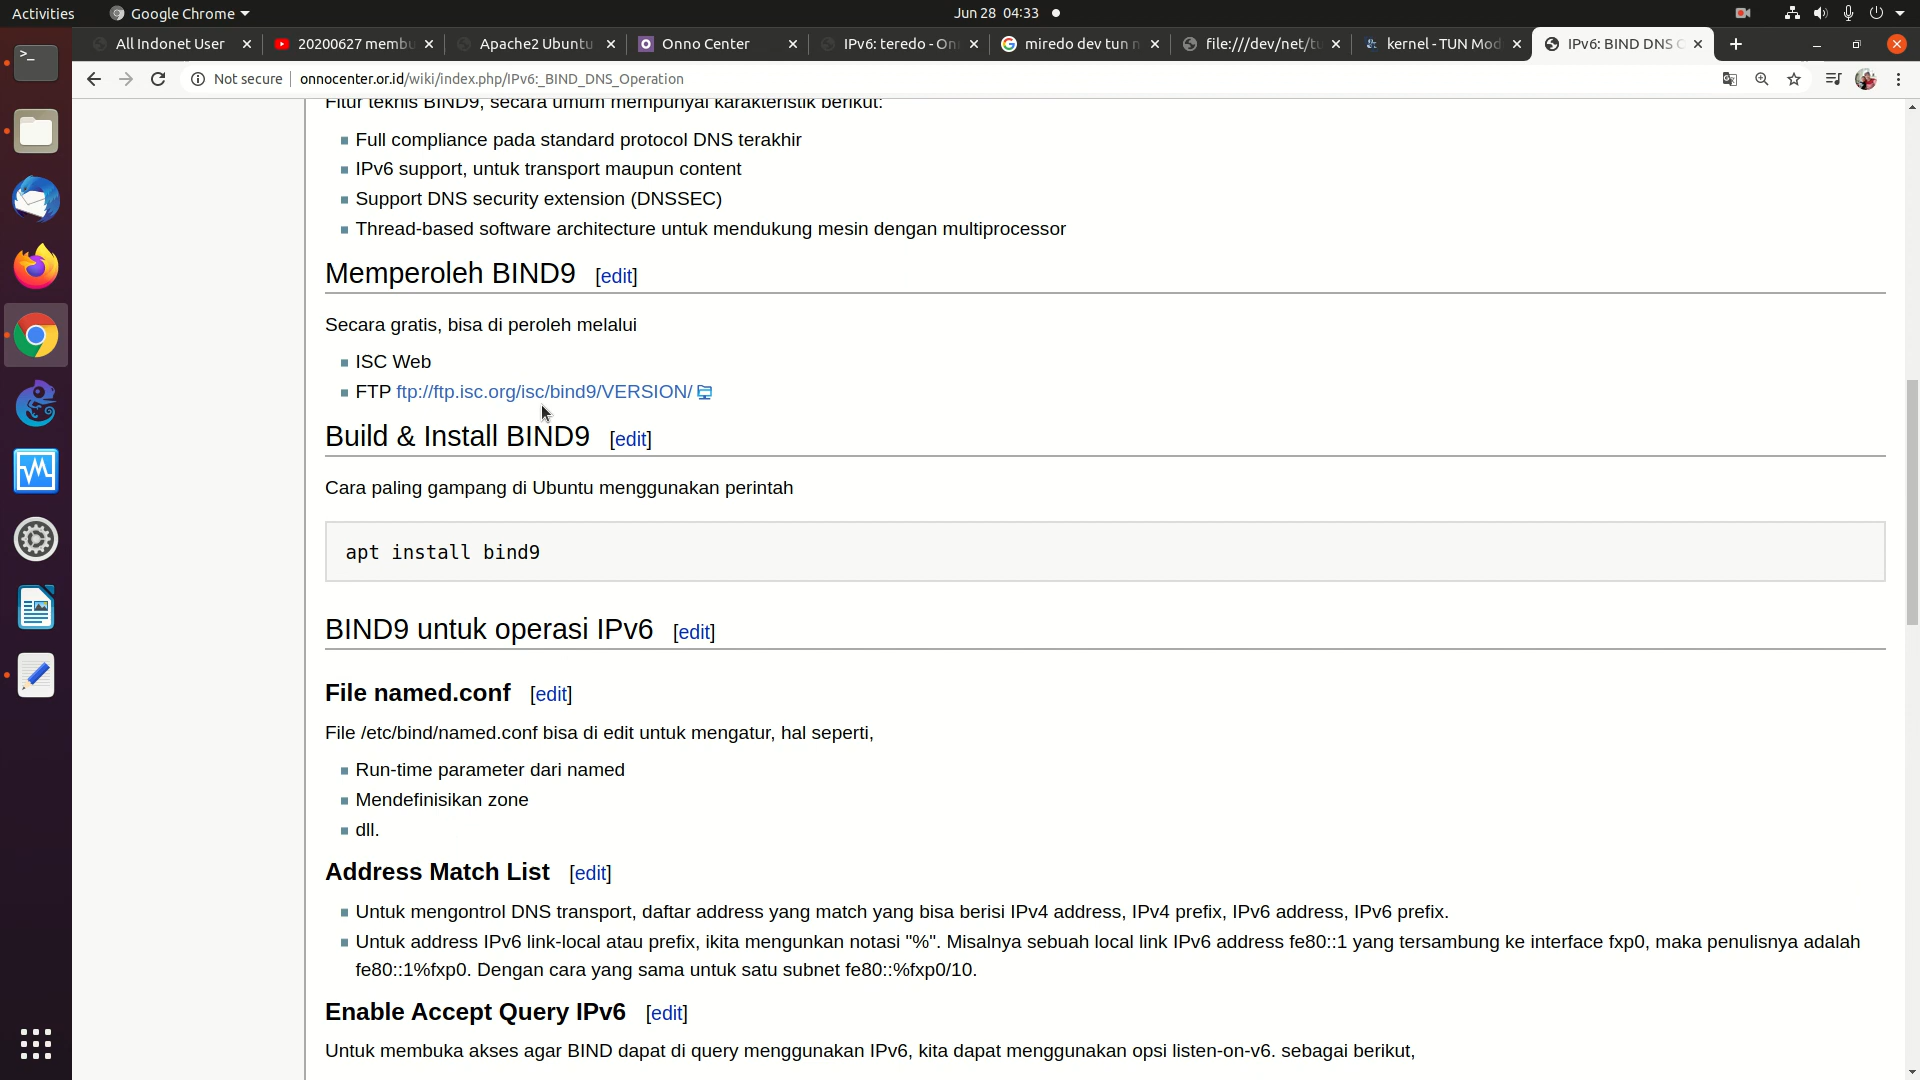 Activities
Google Chrome
Jun 28 04:33
All Indonet User
20200627 membu
Apache2 Ubuntu
Onno Center
IPv6: teredo - On
miredo dev tun n
file:///dev/net/tu
kernel - TUN Mod
IPv6: BIND DNS C
Not secure
onnocenter.or.id/wiki/index.php/IPv6:_BIND_DNS_Operation
Fitur teknis BIND9, secara umum mempunyai karakteristik berikut:
Full compliance pada standard protocol DNS terakhir
IPv6 support, untuk transport maupun content
Support DNS security extension (DNSSEC)
Thread-based software architecture untuk mendukung mesin dengan multiprocessor
Memperoleh BIND9 [edit]
Secara gratis, bisa di peroleh melalui
ISC Web
FTP ftp://ftp.isc.org/isc/bind9/VERSION/
Build & Install BIND9 [edit]
Cara paling gampang di Ubuntu menggunakan perintah
apt install bind9
BIND9 untuk operasi IPv6 [edit]
File named.conf [edit]
File /etc/bind/named.conf bisa di edit untuk mengatur, hal seperti,
Run-time parameter dari named
Mendefinisikan zone
dll.
Address Match List [edit]
Untuk mengontrol DNS transport, daftar address yang match yang bisa berisi IPv4 address, IPv4 prefix, IPv6 address, IPv6 prefix.
Untuk address IPv6 link-local atau prefix, ikita mengunkan notasi "%". Misalnya sebuah local link IPv6 address fe80::1 yang tersambung ke interface fxp0, maka penulisnya adalah
fe80::1%fxp0. Dengan cara yang sama untuk satu subnet fe80::%fxp0/10.
Enable Accept Query IPv6 [edit]
Untuk membuka akses agar BIND dapat di query menggunakan IPv6, kita dapat menggunakan opsi listen-on-v6. sebagai berikut,